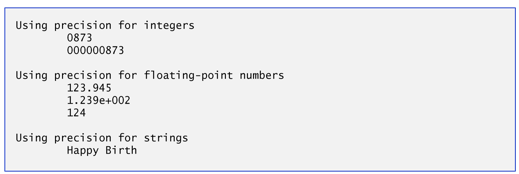 Using precision for integers
0873
000000873
Using precision for floating-point numbers
123.945
1.239e+002
124
Using precision for strings
Happy Birth